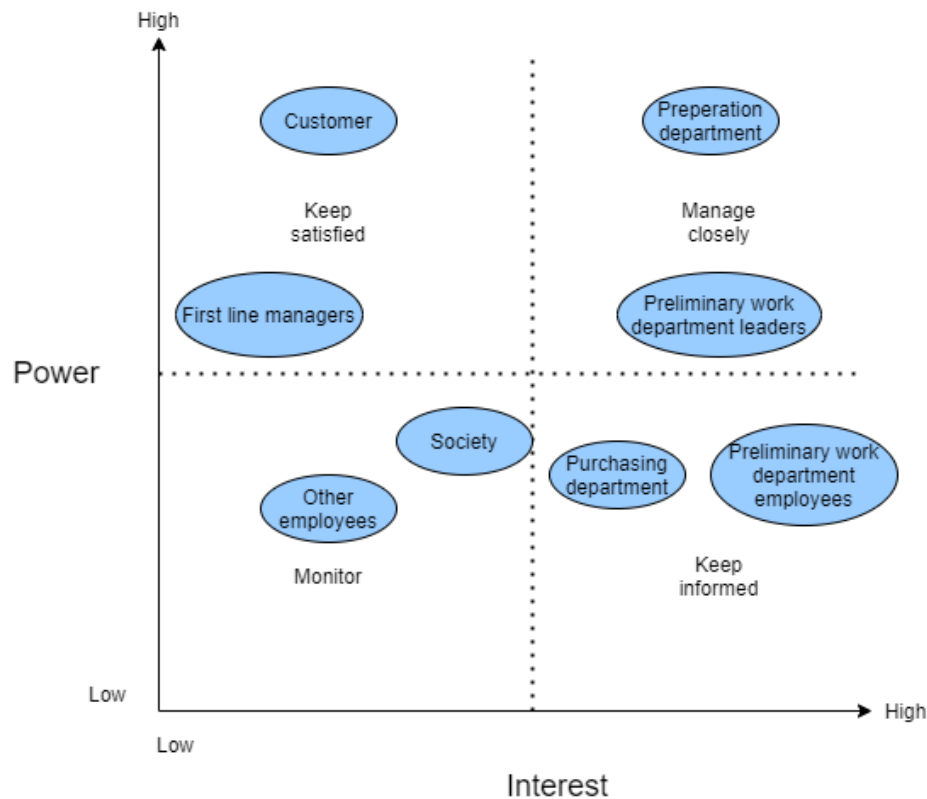 High
Customer
Preperation
department
Keep
satisfied
Manage
closely
First line managers
Preliminary work
department leaders
Power
Society
Purchasing
department
Preliminary work
department
employees
Other
employees
Monitor
Keep
informed
Low
High
Low
Interest